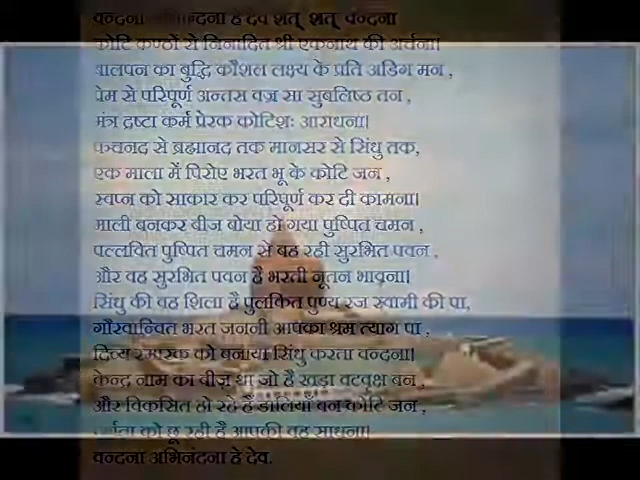 वन्दना अभिनंदना हे देव शत् शत् वन्दना
कोटि कण्ठों से निनादित श्री एकनाथ की अर्चना।
बालपन का बुद्धि कौशल लक्ष्य के प्रति अडिग मन ,
प्रेम से परिपूर्ण अन्तस वज्र सा सुबलिष्ठ तन ,
मंत्र द्रष्टा कर्म प्रेरक कोटिशः आराधना।
पंचनद से ब्रह्मानद तक मानसर से सिंधु तक,
एक माला में पिरोए भरत भू के कोटि जन ,
स्वप्न को साकार कर परिपूर्ण कर दी कामना।
माली बनकर बीज बोया हो गया पुष्पित चमन ,
पल्लवित पुष्पित चमन से बह रही सुरभित पवन ,
और वह सुरभित पवन है भरती नूतन भावना।
सिंधु की वह शिला है पुलकित पुण्य रज स्वामी की पा,
गौरवान्वित भरत जननी आपका श्रम त्याग पा ,
दिव्य स्मारक को बनाया सिंधु करता वन्दना।
केन्द्र नाम का बीज़ था जो है खड़ा वटवृक्ष बन ,
और विकसित हो रहे हैं डालियाँ बन कोटि जन ,
को छू रही है आपकी वह साधना।
वन्दना अभिनंदना हे देव.